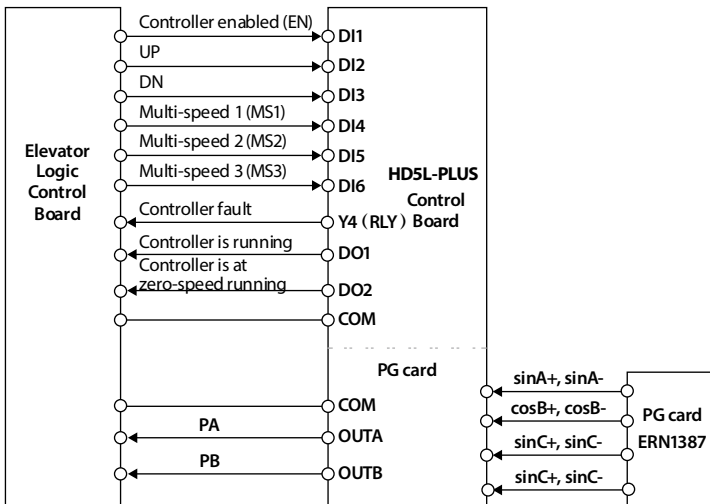 Controller enabled (EN)
DI1
UP
DI2
DN
DI3
Multi-speed 1 (MS1)
DI4
Multi-speed 2 (MS2)
DI5
Multi-speed 3 (MS3)
DI6
Elevator
Logic
Control
Board
HD5L-PLUS
Control
Board
Controller fault
Y4 (RLY)
Controller is running
DO1
Controller is at
zero-speed running
DO2
COM
PG card
COM
PA
OUTA
PB
OUTB
sinA+, sinA-
cosB+, cosB-
sinC+, sinC-
sinC+, sinC-
PG card
ERN1387